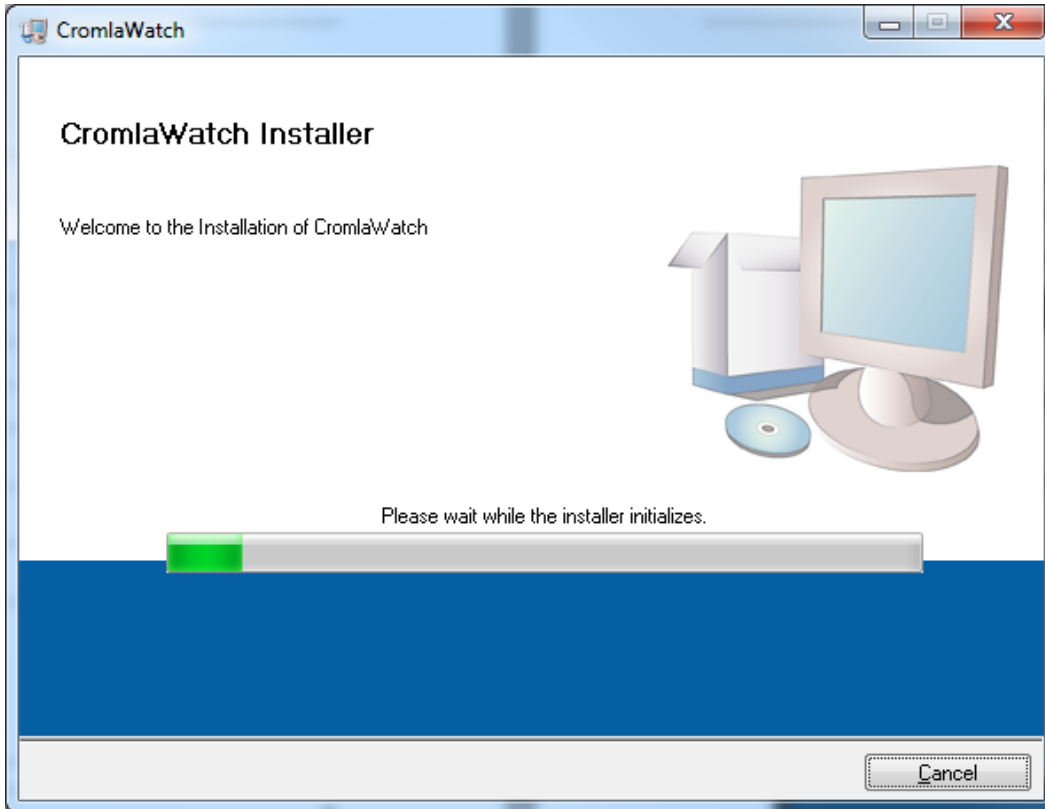 CromlaWatch
CromlaWatch Installer
Welcome to the Installation of CromlaWatch
Please wait while the installer initializes.
Cancel